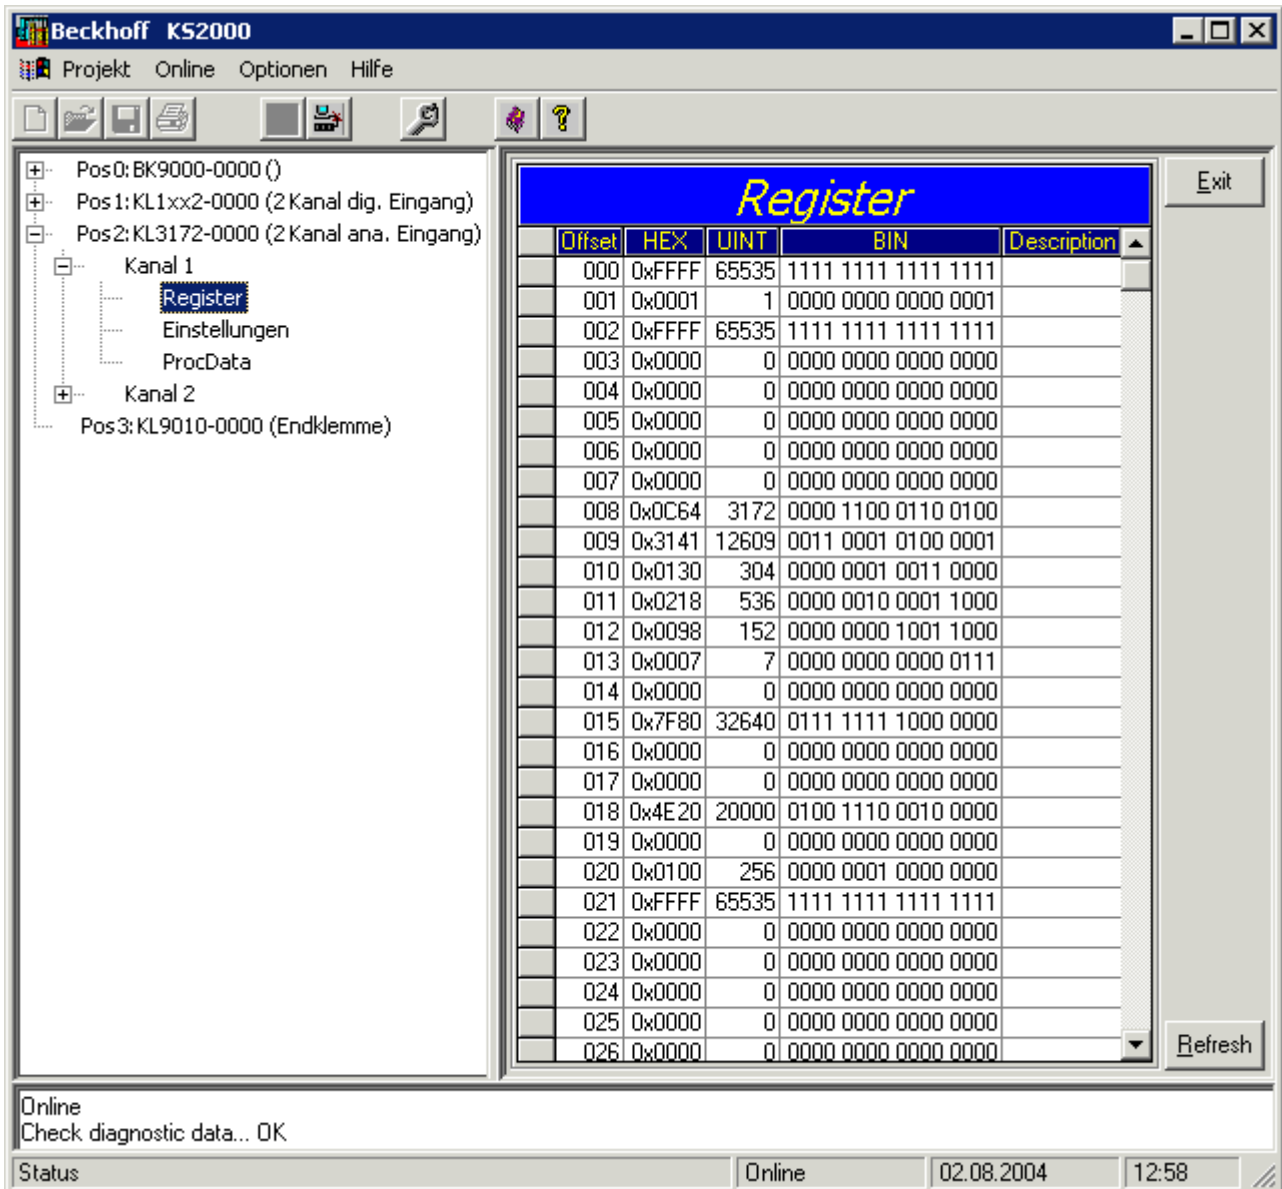 Beckhoff KS2000
Projekt Online Optionen Hilfe
Pos0: BK9000-0000 ()
Pos1: KL1xx2-0000 (2 Kanal dig. Eingang)
Pos2: KL3172-0000 (2 Kanal ana. Eingang)
Kanal 1
Register
Einstellungen
ProcData
Kanal 2
Pos3: KL9010-0000 (Endklemme)
Register
Offset HEX UINT BIN Description
000 0xFFFF 65535 1111 1111 1111 1111
001 0x0001 1 0000 0000 0000 0001
002 0xFFFF 65535 1111 1111 1111 1111
003 0x0000 0 0000 0000 0000 0000
004 0x0000 0 0000 0000 0000 0000
005 0x0000 0 0000 0000 0000 0000
006 0x0000 0 0000 0000 0000 0000
007 0x0000 0 0000 0000 0000 0000
008 0x0C64 3172 0000 1100 0110 0100
009 0x3141 12609 0011 0001 0100 0001
010 0x0130 304 0000 0001 0011 0000
011 0x0218 536 0000 0010 0001 1000
012 0x0098 152 0000 0000 1001 1000
013 0x0007 7 0000 0000 0000 0111
014 0x0000 0 0000 0000 0000 0000
015 0x7F80 32640 0111 1111 1000 0000
016 0x0000 0 0000 0000 0000 0000
017 0x0000 0 0000 0000 0000 0000
018 0x4E20 20000 0100 1110 0010 0000
019 0x0000 0 0000 0000 0000 0000
020 0x0100 256 0000 0001 0000 0000
021 0xFFFF 65535 1111 1111 1111 1111
022 0x0000 0 0000 0000 0000 0000
023 0x0000 0 0000 0000 0000 0000
024 0x0000 0 0000 0000 0000 0000
025 0x0000 0 0000 0000 0000 0000
026 0x0000 0 0000 0000 0000 0000
Exit
Refresh
Online
Check diagnostic data... OK
Status Online 02.08.2004 12:58